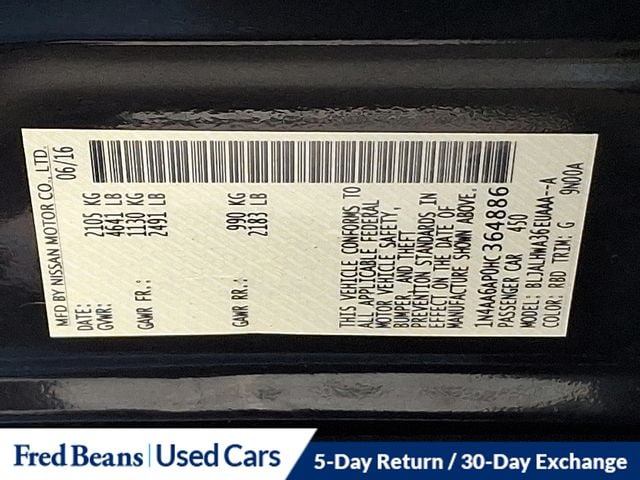 MFD BY NISSAN MOTOR CO., LTD.
DATE: 06/16
GVWR: 2105 KG
4641 LB
GAWR FR.: 1130 KG
2491 LB
GAWR RR.: 990 KG
2183 LB
THIS VEHICLE CONFORMS TO
ALL APPLICABLE FEDERAL
MOTOR VEHICLE SAFETY,
BUMPER, AND THEFT
PREVENTION STANDARDS IN
EFFECT ON THE DATE OF
MANUFACTURE SHOWN ABOVE.
1N4AA6AP0HC364886
PASSENGER CAR 450
MODEL: BLJALHWA36EUAAA--A
COLOR: RBD TRIM: G 9N00A
Fred Beans | Used Cars
5-Day Return / 30-Day Exchange